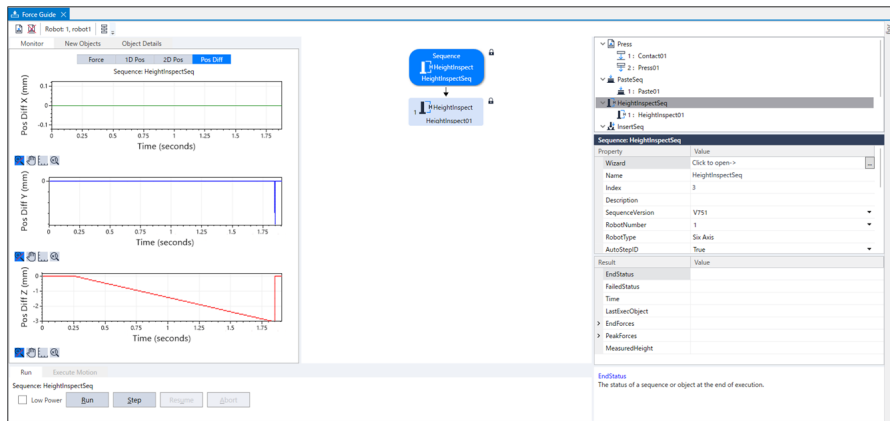 Force Guide
Robot: 1, robot1
Monitor New Objects Object Details
Force 1D Pos 2D Pos Pos Diff
Sequence: HeightInspectSeq
Pos Diff X (mm)
0.1
0
-0.1
0 0.25 0.5 0.75 1 1.25 1.5 1.75
Time (seconds)
Pos Diff Y (mm)
0
0 0.25 0.5 0.75 1 1.25 1.5 1.75
Time (seconds)
Pos Diff Z (mm)
0
-1
-2
-3
0 0.25 0.5 0.75 1 1.25 1.5 1.75
Time (seconds)
Run Execute Motion
Sequence: HeightInspectSeq
Low Power Run Step Resume Abort
Sequence
HeightInspect
HeightInspectSeq
1 HeightInspect
HeightInspect01
Press
1: Contact01
2: Press01
PasteSeq
1: Paste01
HeightInspectSeq
1: HeightInspect01
InsertSeq
Sequence: HeightInspectSeq
Property Value
Wizard Click to open-> ...
Name HeightInspectSeq
Index 3
Description
SequenceVersion V751
RobotNumber 1
RobotType Six Axis
AutoStepID True
Result Value
EndStatus
FailedStatus
Time
LastExecObject
EndForces
PeakForces
MeasuredHeight
EndStatus
The status of a sequence or object at the end of execution.